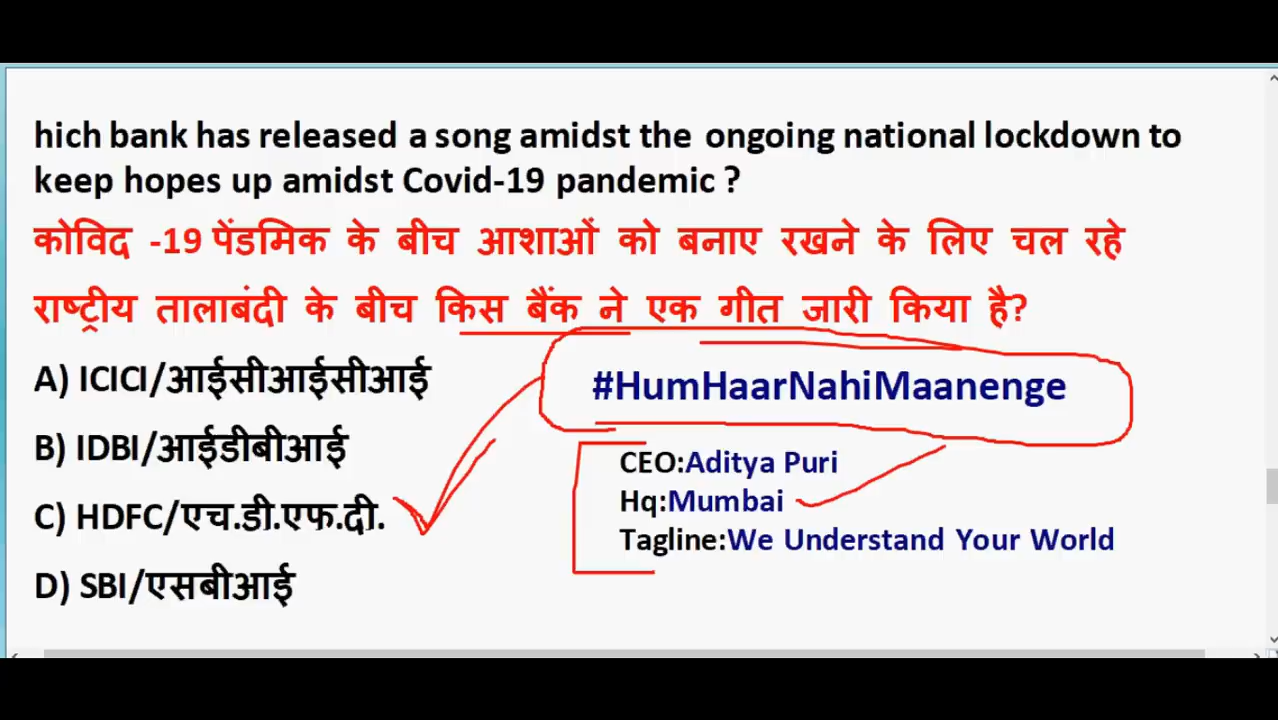 hich bank has released a song amidst the ongoing national lockdown to
keep hopes up amidst Covid-19 pandemic ?
कोविद -19 पेंडमिक के बीच आशाओं को बनाए रखने के लिए चल रहे
राष्ट्रीय तालाबंदी के बीच किस बैंक ने एक गीत जारी किया है?
A) ICICI/आईसीआईसीआई
B) IDBI/आईडीबीआई
C) HDFC/एच.डी.एफ.दी.
D) SBI/एसबीआई
#HumHaarNahiMaanenge
CEO:Aditya Puri
Hq:Mumbai
Tagline:We Understand Your World